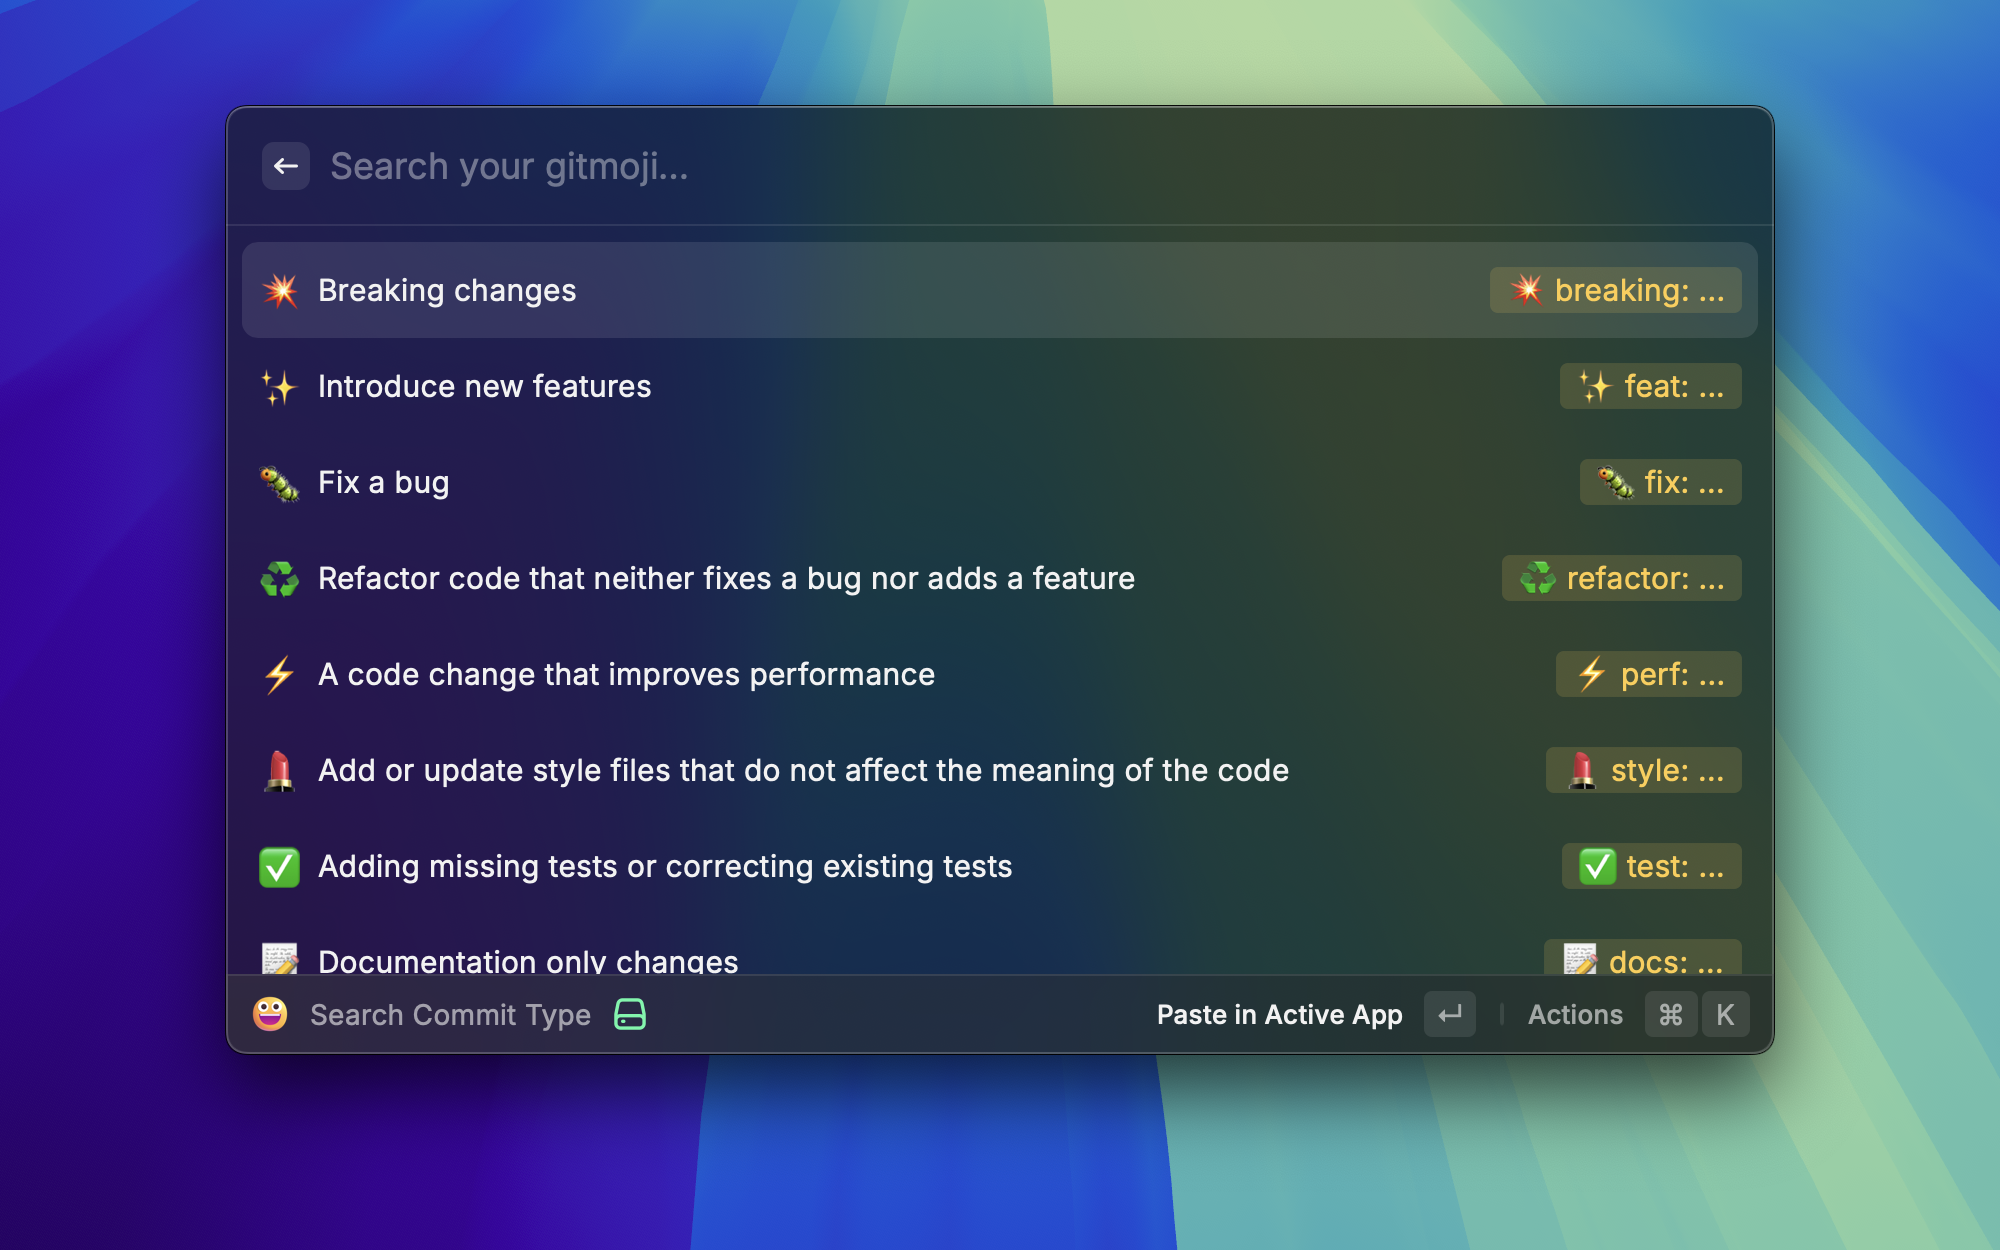 Search your gitmoji...
💥 Breaking changes 💥 breaking: ...
✨ Introduce new features ✨ feat: ...
🐛 Fix a bug 🐛 fix: ...
♻️ Refactor code that neither fixes a bug nor adds a feature ♻️ refactor: ...
⚡ A code change that improves performance ⚡ perf: ...
💄 Add or update style files that do not affect the meaning of the code 💄 style: ...
✅ Adding missing tests or correcting existing tests ✅ test: ...
📝 Documentation only changes 📝 docs: ...
Search Commit Type Paste in Active App ↵ Actions ⌘ K